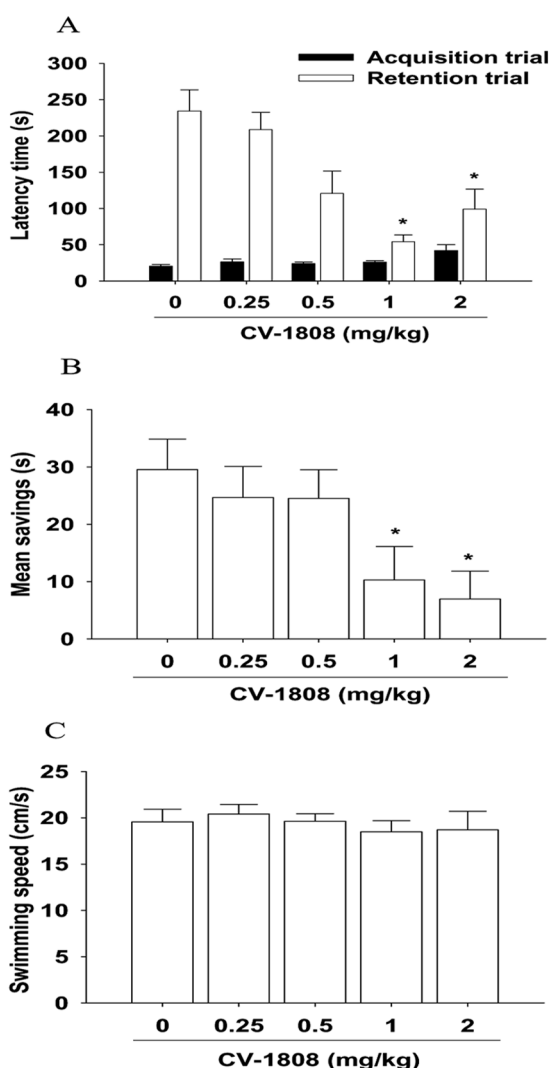 A
Acquisition trial
Retention trial
Latency time (s)
300
250
200
150
100
50
0
*
*
0 0.25 0.5 1 2
CV-1808 (mg/kg)
B
Mean savings (s)
40
30
20
10
0
*
*
0 0.25 0.5 1 2
CV-1808 (mg/kg)
C
Swimming speed (cm/s)
25
20
15
10
5
0
0 0.25 0.5 1 2
CV-1808 (mg/kg)